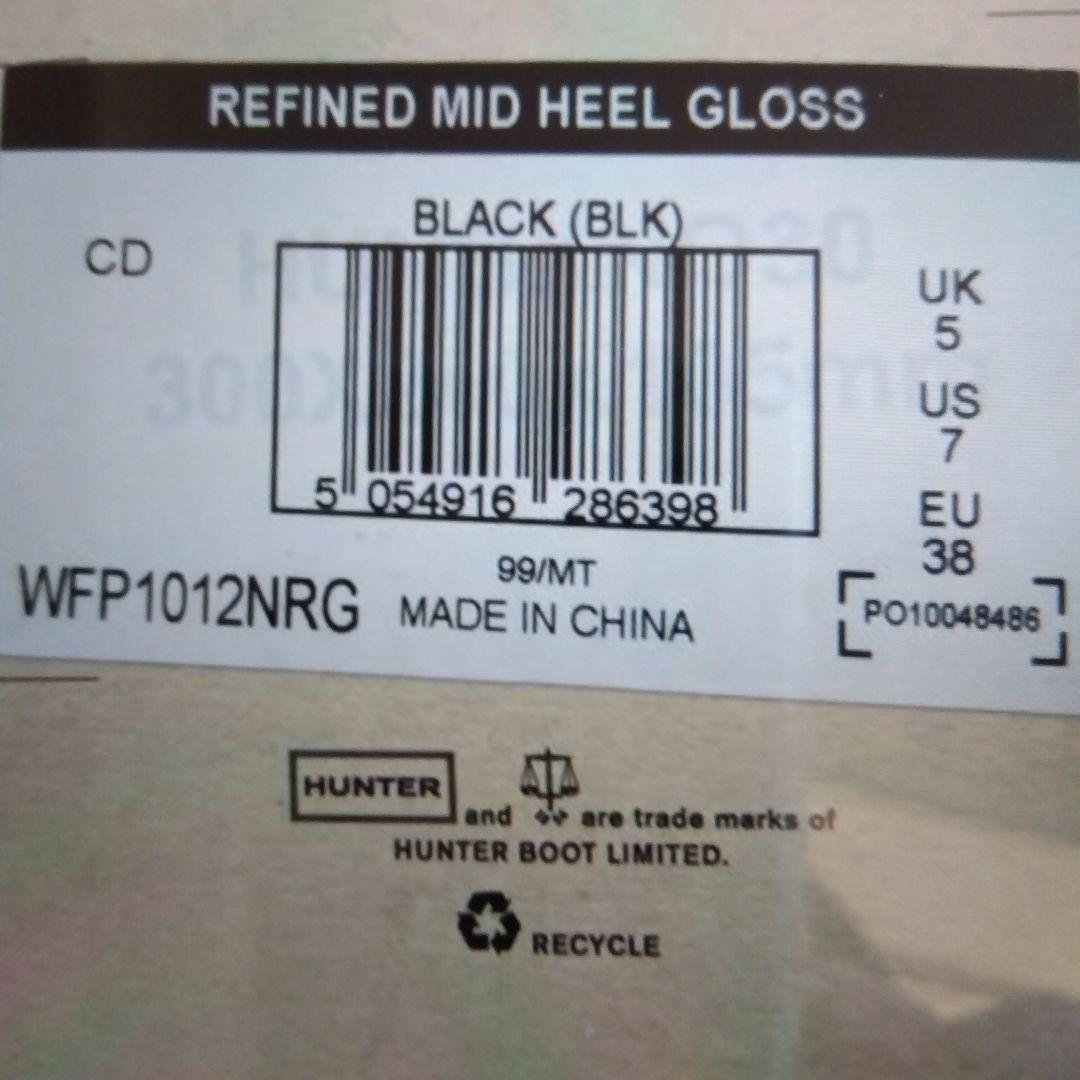 REFINED MID HEEL GLOSS
BLACK (BLK)
CD
UK
5
US
7
EU
38
5 054916 286398
99/MT
WFP1012NRG
MADE IN CHINA
PO10048486
HUNTER and are trade marks of
HUNTER BOOT LIMITED.
RECYCLE